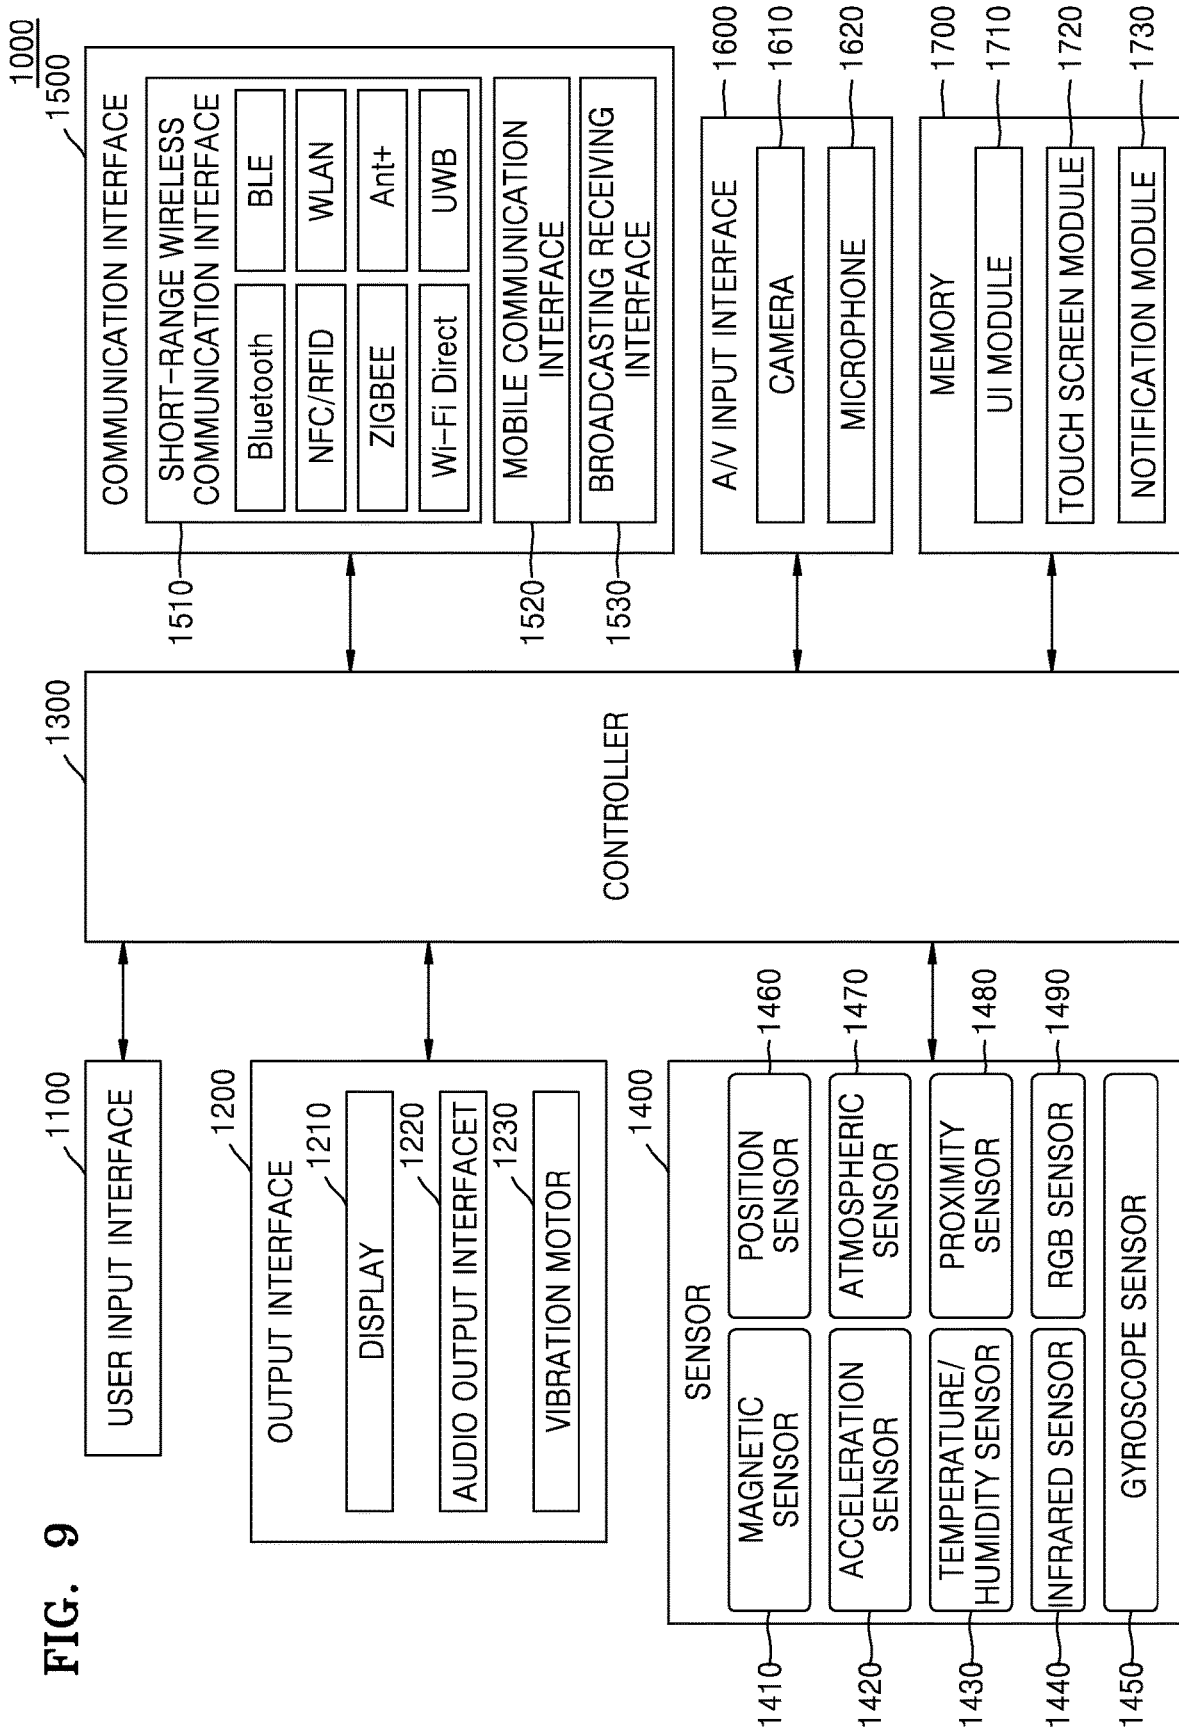 FIG. 9
1000
1100
USER INPUT INTERFACE
1200
OUTPUT INTERFACE
1210
DISPLAY
1220
AUDIO OUTPUT INTERFACET
1230
VIBRATION MOTOR
1400
SENSOR
1410
MAGNETIC
SENSOR
POSITION
SENSOR
1460
1420
ACCELERATION
SENSOR
ATMOSPHERIC
SENSOR
1470
1430
TEMPERATURE/
HUMIDITY SENSOR
PROXIMITY
SENSOR
1480
1440
INFRARED SENSOR
RGB SENSOR
1490
1450
GYROSCOPE SENSOR
1300
CONTROLLER
1500
COMMUNICATION INTERFACE
1510
SHORT-RANGE WIRELESS
COMMUNICATION INTERFACE
Bluetooth
BLE
NFC/RFID
WLAN
ZIGBEE
Ant+
Wi-Fi Direct
UWB
1520
MOBILE COMMUNICATION
INTERFACE
1530
BROADCASTING RECEIVING
INTERFACE
1600
A/V INPUT INTERFACE
CAMERA
1610
MICROPHONE
1620
1700
MEMORY
UI MODULE
1710
TOUCH SCREEN MODULE
1720
NOTIFICATION MODULE
1730